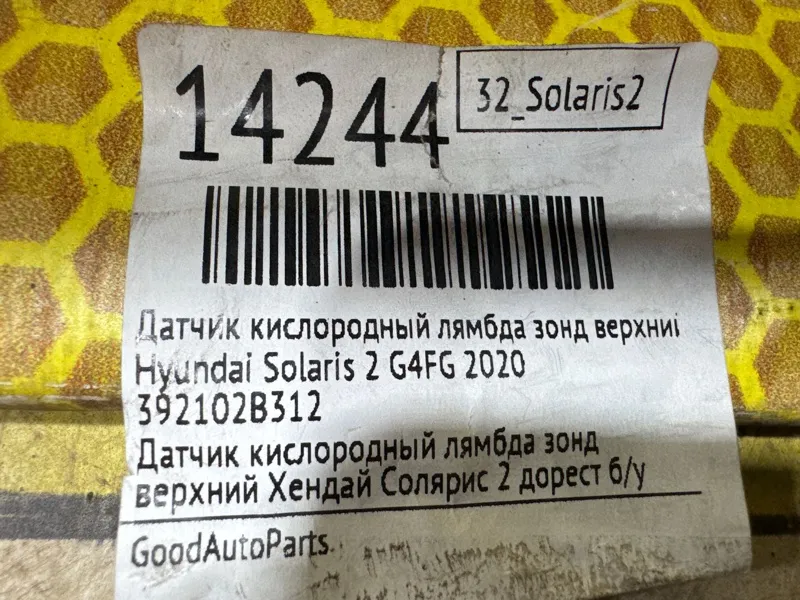 14244
32_Solaris2
Датчик кислородный лямбда зонд верхний
Hyundai Solaris 2 G4FG 2020
392102B312
Датчик кислородный лямбда зонд
верхний Хендай Солярис 2 дорест б/у
GoodAutoParts